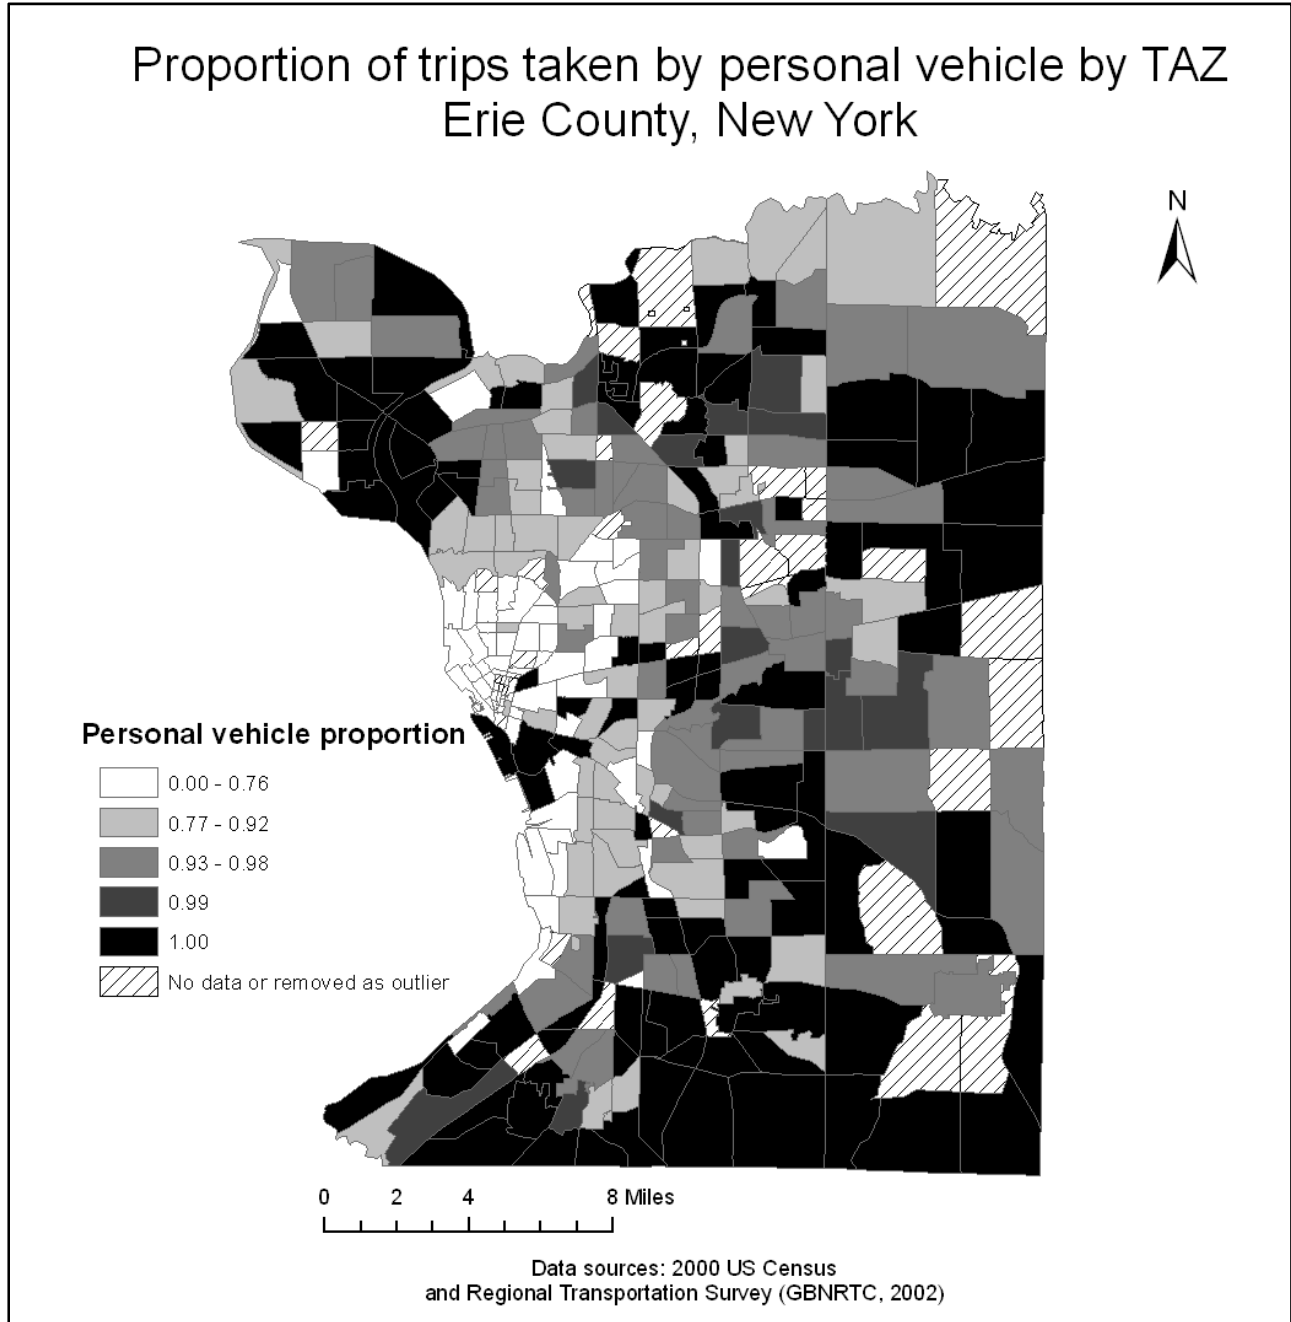 Proportion of trips taken by personal vehicle by TAZ
Erie County, New York
N
Personal vehicle proportion
0.00 - 0.76
0.77 - 0.92
0.93 - 0.98
0.99
1.00
No data or removed as outlier
0 2 4 8 Miles
Data sources: 2000 US Census
and Regional Transportation Survey (GBNRTC, 2002)